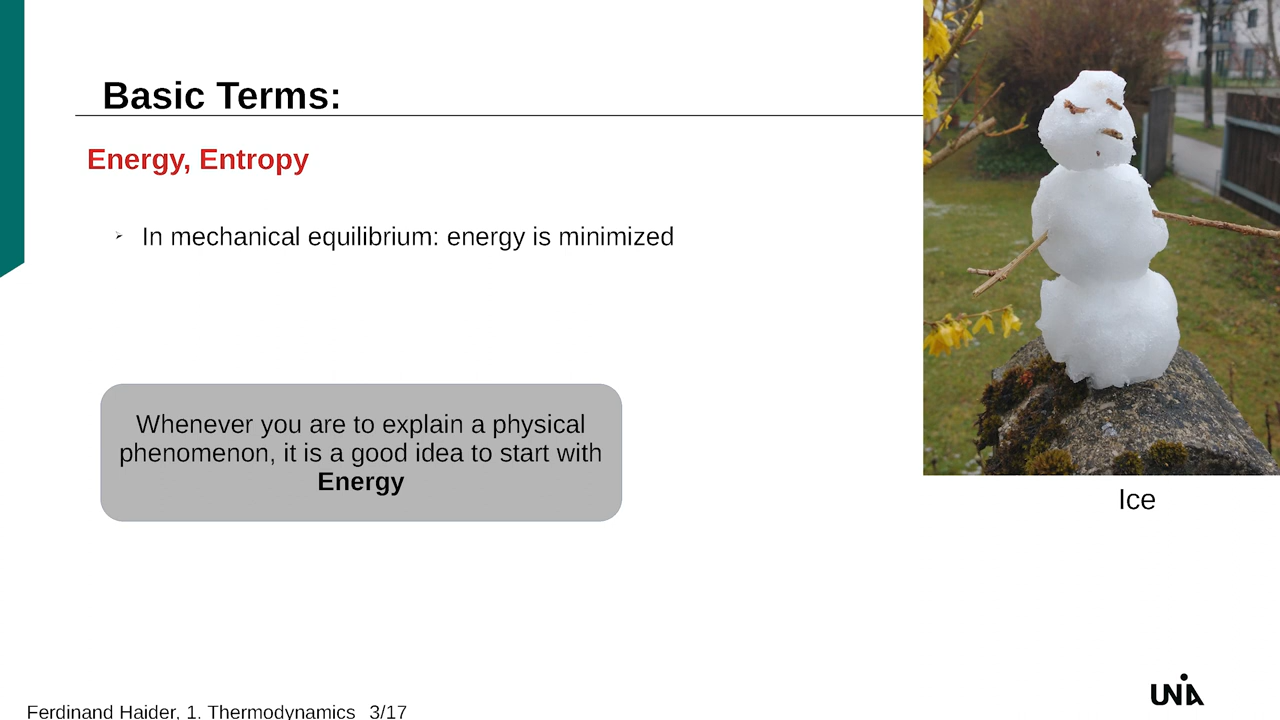 Basic Terms:
Energy, Entropy
In mechanical equilibrium: energy is minimized
Whenever you are to explain a physical
phenomenon, it is a good idea to start with
Energy
Ice
UNIA
Ferdinand Haider, 1. Thermodynamics 3/17